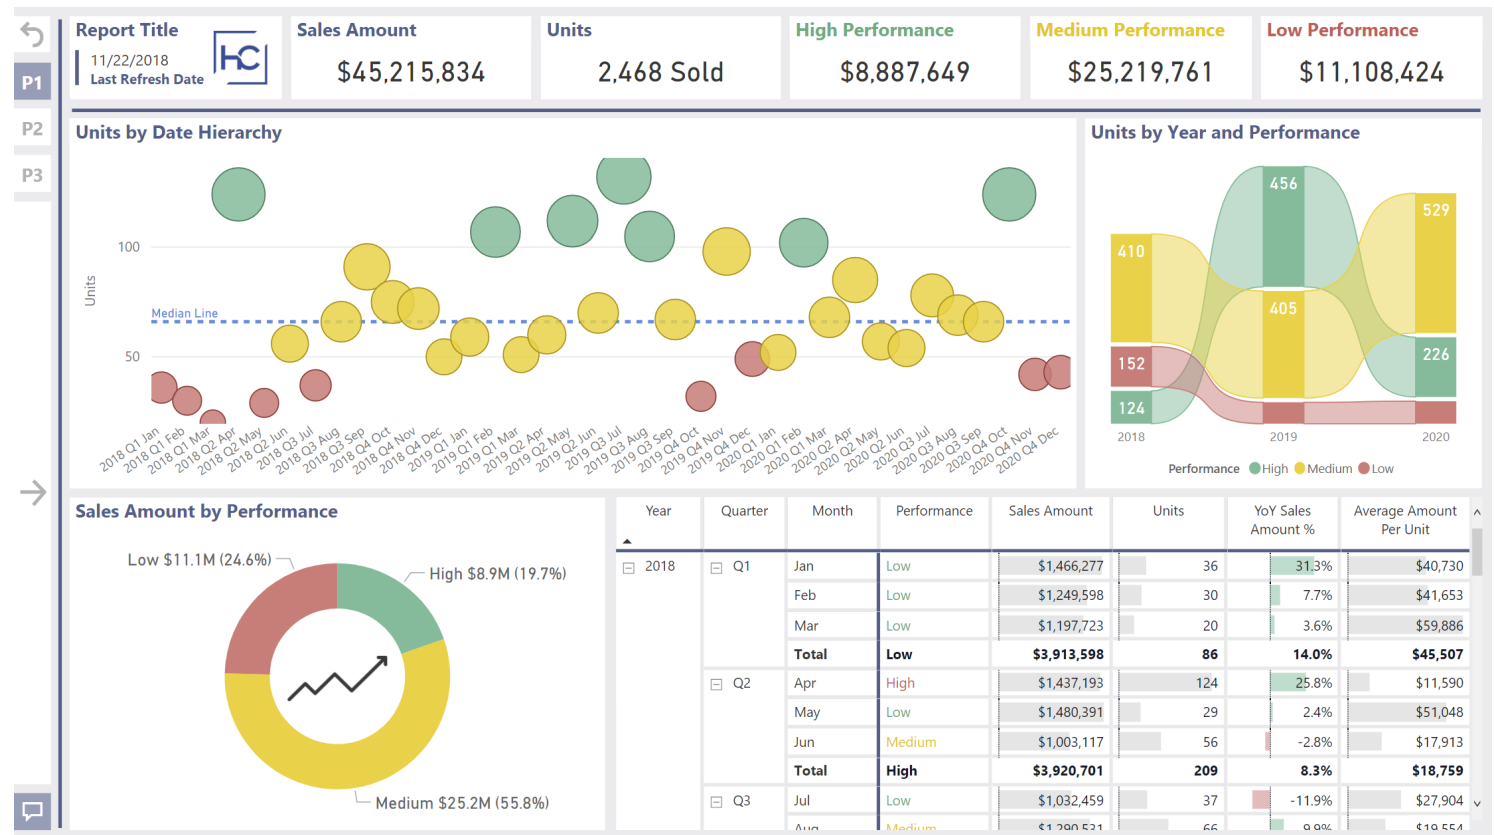 Report Title
11/22/2018
Last Refresh Date
hc
Sales Amount
$45,215,834
Units
2,468 Sold
High Performance
$8,887,649
Medium Performance
$25,219,761
Low Performance
$11,108,424
P1
P2
P3
Units by Date Hierarchy
Units
100
50
Median Line
2018 Q1 Jan
2018 Q1 Feb
2018 Q1 Mar
2018 Q2 Apr
2018 Q2 May
2018 Q2 Jun
2018 Q3 Jul
2018 Q3 Aug
2018 Q3 Sep
2018 Q4 Oct
2018 Q4 Nov
2018 Q4 Dec
2019 Q1 Jan
2019 Q1 Feb
2019 Q1 Mar
2019 Q2 Apr
2019 Q2 May
2019 Q2 Jun
2019 Q3 Jul
2019 Q3 Aug
2019 Q3 Sep
2019 Q4 Oct
2019 Q4 Nov
2019 Q4 Dec
2020 Q1 Jan
2020 Q1 Feb
2020 Q1 Mar
2020 Q2 Apr
2020 Q2 May
2020 Q2 Jun
2020 Q3 Jul
2020 Q3 Aug
2020 Q3 Sep
2020 Q4 Oct
2020 Q4 Nov
2020 Q4 Dec
Units by Year and Performance
410
152
124
456
405
529
226
2018 2019 2020
Performance High Medium Low
Sales Amount by Performance
Low $11.1M (24.6%)
High $8.9M (19.7%)
Medium $25.2M (55.8%)
Year Quarter Month Performance Sales Amount Units YoY Sales Amount % Average Amount Per Unit
2018 Q1 Jan Low $1,466,277 36 31.3% $40,730
Feb Low $1,249,598 30 7.7% $41,653
Mar Low $1,197,723 20 3.6% $59,886
Total Low $3,913,598 86 14.0% $45,507
Q2 Apr High $1,437,193 124 25.8% $11,590
May Low $1,480,391 29 2.4% $51,048
Jun Medium $1,003,117 56 -2.8% $17,913
Total High $3,920,701 209 8.3% $18,759
Q3 Jul Low $1,032,459 37 -11.9% $27,904
Aug Medium $1,290,531 66 9.9% $19,554